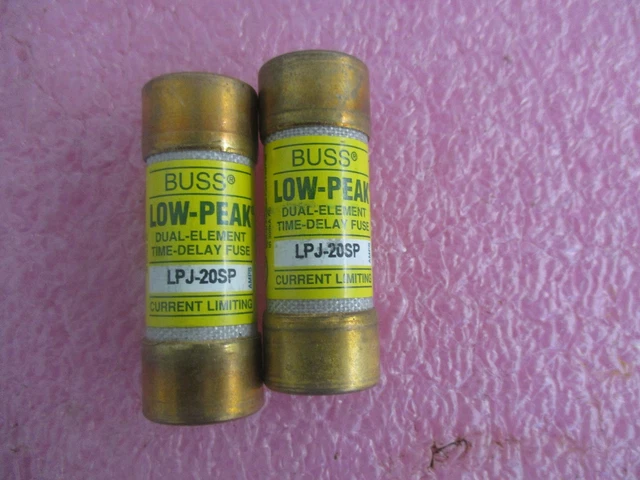 BUSS®
LOW-PEAK
DUAL-ELEMENT
TIME-DELAY FUSE
LPJ-20SP
AMPS
CURRENT LIMITING
BUSS®
LOW-PEAK
DUAL-ELEMENT
TIME-DELAY FUSE
LPJ-20SP
CURRENT LIMITING